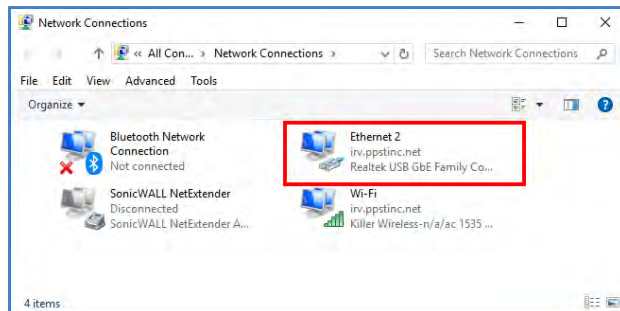 Network Connections
« All Con... › Network Connections ›
Search Network Connections
File Edit View Advanced Tools
Organize
Bluetooth Network Connection
Not connected
Ethernet 2
irv.ppstinc.net
Realtek USB GbE Family Co...
SonicWALL NetExtender
Disconnected
SonicWALL NetExtender A...
Wi-Fi
irv.ppstinc.net
Killer Wireless-n/a/ac 1535 ...
4 items